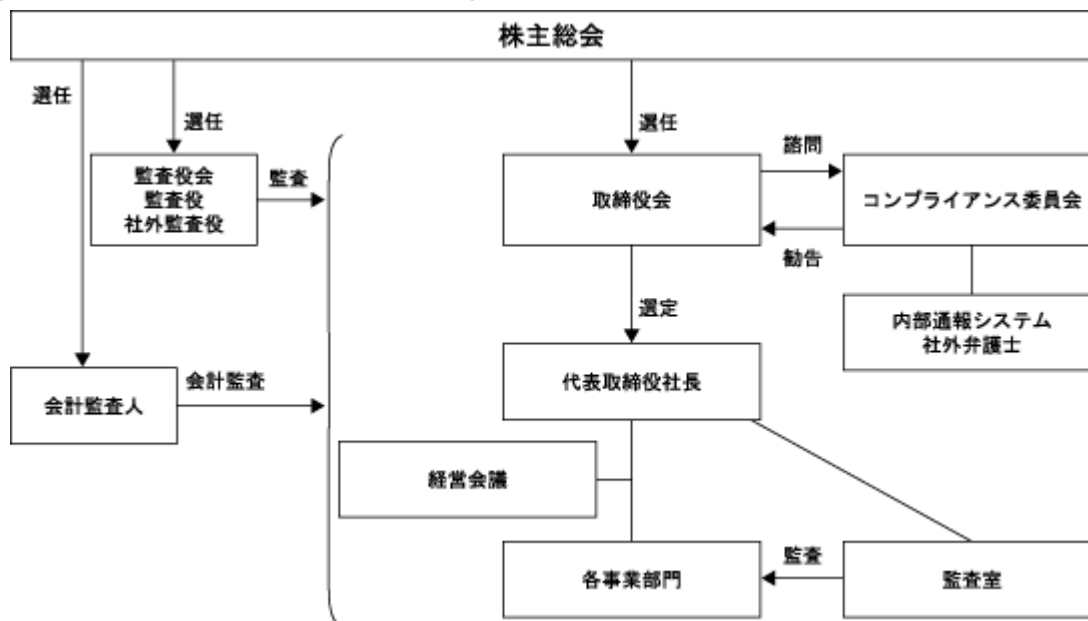 株主総会
選任
選任
選任
監査役会
監査役
社外監査役
監査
取締役会
諮問
勧告
コンプライアンス委員会
内部通報システム
社外弁護士
選定
代表取締役社長
会計監査人
会計監査
経営会議
各事業部門
監査
監査室